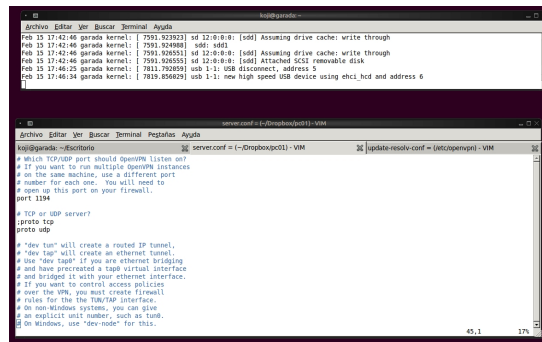 koji@garada: ~
Archivo Editar Ver Buscar Terminal Ayuda
Feb 15 17:42:46 garada kernel: [ 7591.923923] sd 12:0:0:0: [sdd] Assuming drive cache: write through
Feb 15 17:42:46 garada kernel: [ 7591.924988]  sdd: sdd1
Feb 15 17:42:46 garada kernel: [ 7591.926551] sd 12:0:0:0: [sdd] Assuming drive cache: write through
Feb 15 17:42:46 garada kernel: [ 7591.926555] sd 12:0:0:0: [sdd] Attached SCSI removable disk
Feb 15 17:46:25 garada kernel: [ 7811.792059] usb 1-1: USB disconnect, address 5
Feb 15 17:46:34 garada kernel: [ 7819.856029] usb 1-1: new high speed USB device using ehci_hcd and address 6
server.conf = (~/Dropbox/pc01) - VIM
Archivo Editar Ver Buscar Terminal Pestañas Ayuda
koji@garada: ~/Escritorio
server.conf = (~/Dropbox/pc01) - VIM
update-resolv-conf = (/etc/openvpn) - VIM
# Which TCP/UDP port should OpenVPN listen on?
# If you want to run multiple OpenVPN instances
# on the same machine, use a different port
# number for each one.  You will need to
# open up this port on your firewall.
port 1194
# TCP or UDP server?
;proto tcp
proto udp
# "dev tun" will create a routed IP tunnel,
# "dev tap" will create an ethernet tunnel.
# Use "dev tap0" if you are ethernet bridging
# and have precreated a tap0 virtual interface
# and bridged it with your ethernet interface.
# If you want to control access policies
# over the VPN, you must create firewall
# rules for the the TUN/TAP interface.
# On non-Windows systems, you can give
# an explicit unit number, such as tun0.
# On Windows, use "dev-node" for this.
45,1 17%